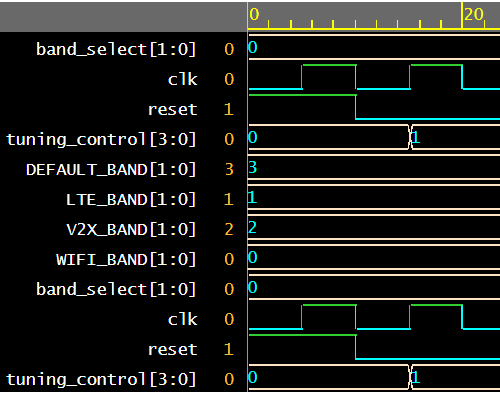 0 20
band_select[1:0] 0 0
clk 0
reset 1
tuning_control[3:0] 0 0 1
DEFAULT_BAND[1:0] 3 3
LTE_BAND[1:0] 1 1
V2X_BAND[1:0] 2 2
WIFI_BAND[1:0] 0 0
band_select[1:0] 0 0
clk 0
reset 1
tuning_control[3:0] 0 0 1